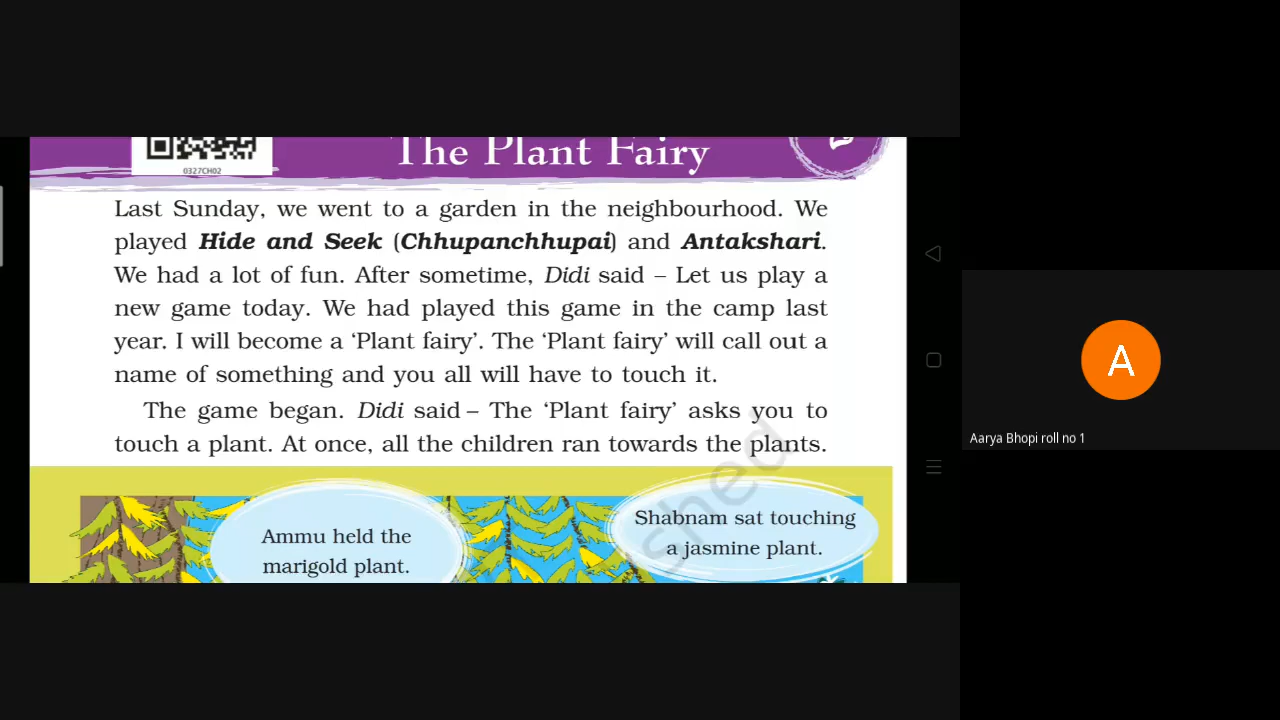 0327CH02
The Plant Fairy
Last Sunday, we went to a garden in the neighbourhood. We
played Hide and Seek (Chhupanchhupai) and Antakshari.
We had a lot of fun. After sometime, Didi said – Let us play a
new game today. We had played this game in the camp last
year. I will become a ‘Plant fairy’. The ‘Plant fairy’ will call out a
name of something and you all will have to touch it.
The game began. Didi said – The ‘Plant fairy’ asks you to
touch a plant. At once, all the children ran towards the plants.
Ammu held the
marigold plant.
Shabnam sat touching
a jasmine plant.
shed
A
Aarya Bhopi roll no 1